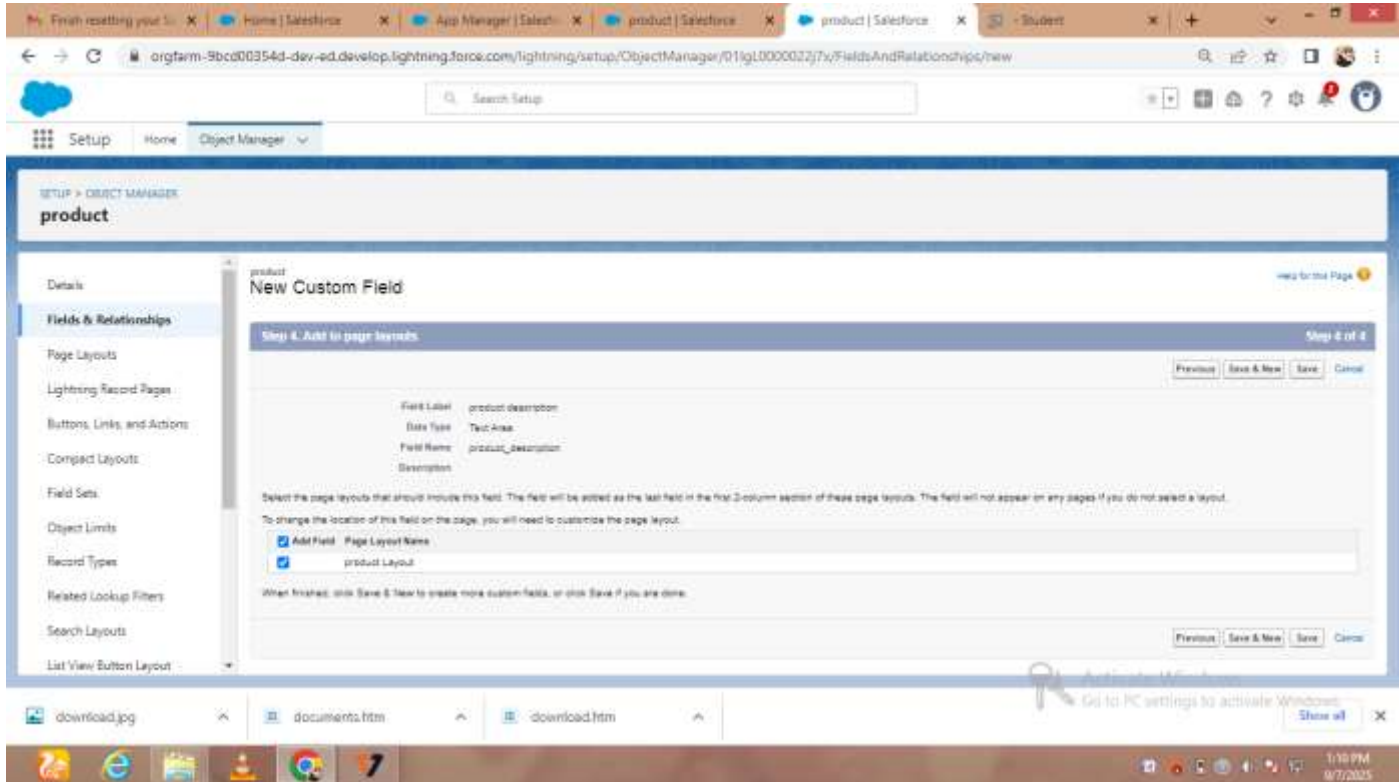 Finish resetting your S
Home | Salesforce
App Manager | Salesfo
product | Salesforce
product | Salesforce
- Student
orgfarm-9bcd00354d-dev-ed.develop.lightning.force.com/lightning/setup/ObjectManager/01IgL0000022j7x/FieldsAndRelationships/new
Search Setup
Setup
Home
Object Manager
SETUP > OBJECT MANAGER
product
Details
Fields & Relationships
Page Layouts
Lightning Record Pages
Buttons, Links, and Actions
Compact Layouts
Field Sets
Object Limits
Record Types
Related Lookup Filters
Search Layouts
List View Button Layout
product
New Custom Field
Help for this Page
Step 4. Add to page layouts
Step 4 of 4
Previous Save & New Save Cancel
Field Label product description
Data Type Text Area
Field Name product_description
Description
Select the page layouts that should include this field. The field will be added as the last field in the first 2-column section of these page layouts. The field will not appear on any pages if you do not select a layout.
To change the location of this field on the page, you will need to customize the page layout.
Add Field Page Layout Name
product Layout
When finished, click Save & New to create more custom fields, or click Save if you are done.
Previous Save & New Save Cancel
Activate Windows
Go to PC settings to activate Windows.
download.jpg
documents.htm
download.htm
Show all
1:10 PM
9/7/2025